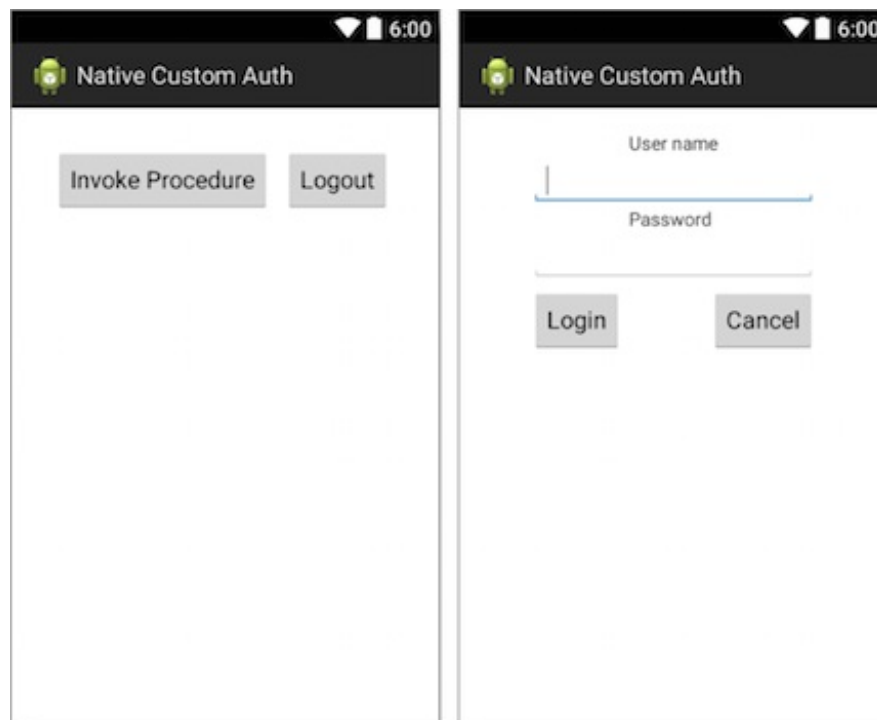 6:00
Native Custom Auth
Invoke Procedure
Logout
6:00
Native Custom Auth
User name
Password
Login
Cancel